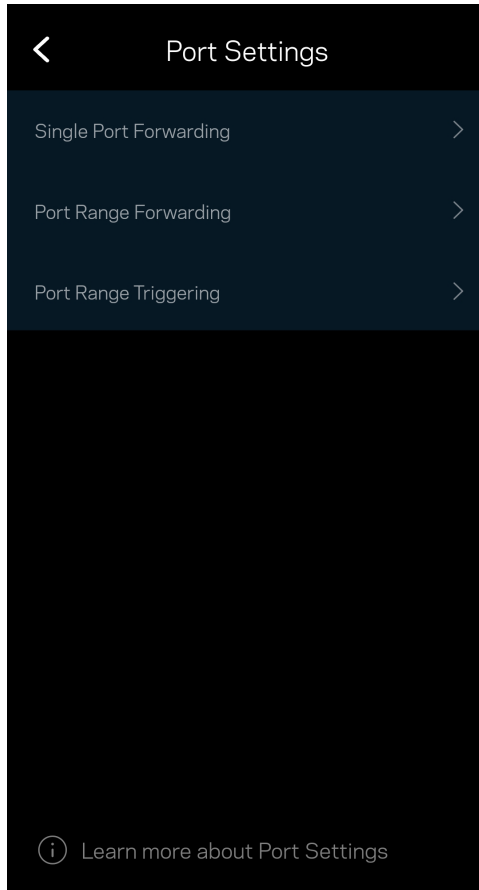 Port Settings
Single Port Forwarding
Port Range Forwarding
Port Range Triggering
Learn more about Port Settings